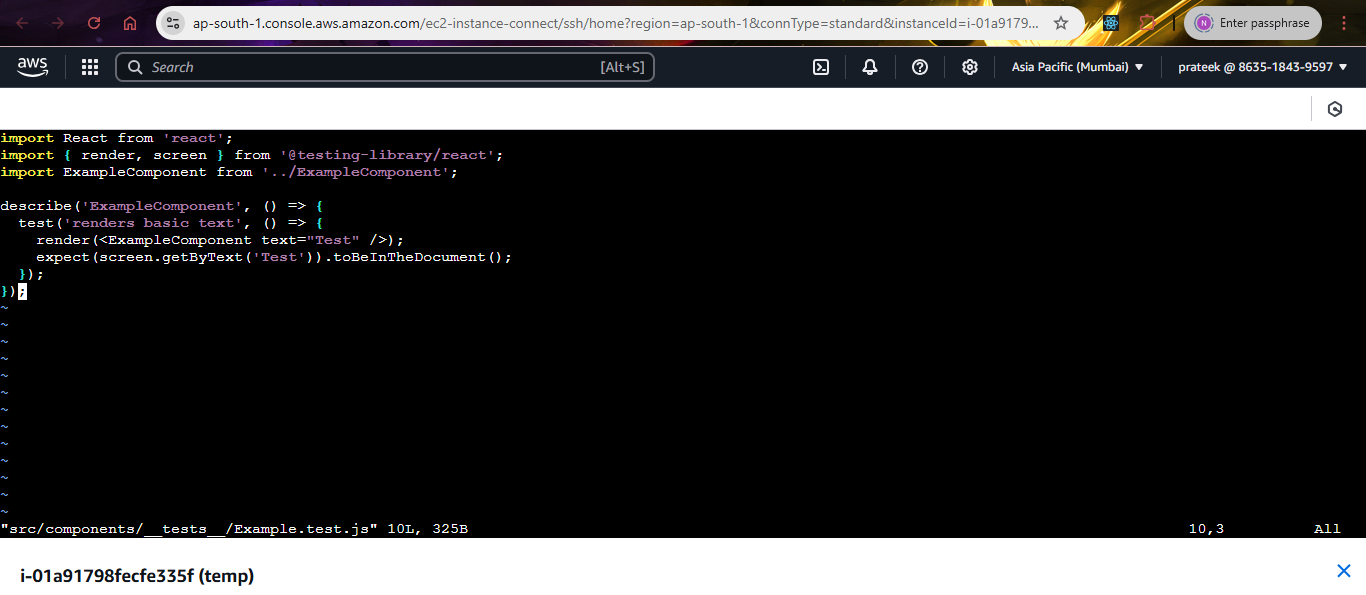 ap-south-1.console.aws.amazon.com/ec2-instance-connect/ssh/home?region=ap-south-1&connType=standard&instanceId=i-01a9179...
N Enter passphrase
aws
Search [Alt+S]
Asia Pacific (Mumbai)
prateek @ 8635-1843-9597
import React from 'react';
import { render, screen } from '@testing-library/react';
import ExampleComponent from '../ExampleComponent';
describe('ExampleComponent', () => {
  test('renders basic text', () => {
    render(<ExampleComponent text="Test" />);
    expect(screen.getByText('Test')).toBeInTheDocument();
  });
});
~
~
~
~
~
~
~
~
~
~
~
~
~
"src/components/__tests__/Example.test.js" 10L, 325B 10,3 All
i-01a91798fecfe335f (temp)